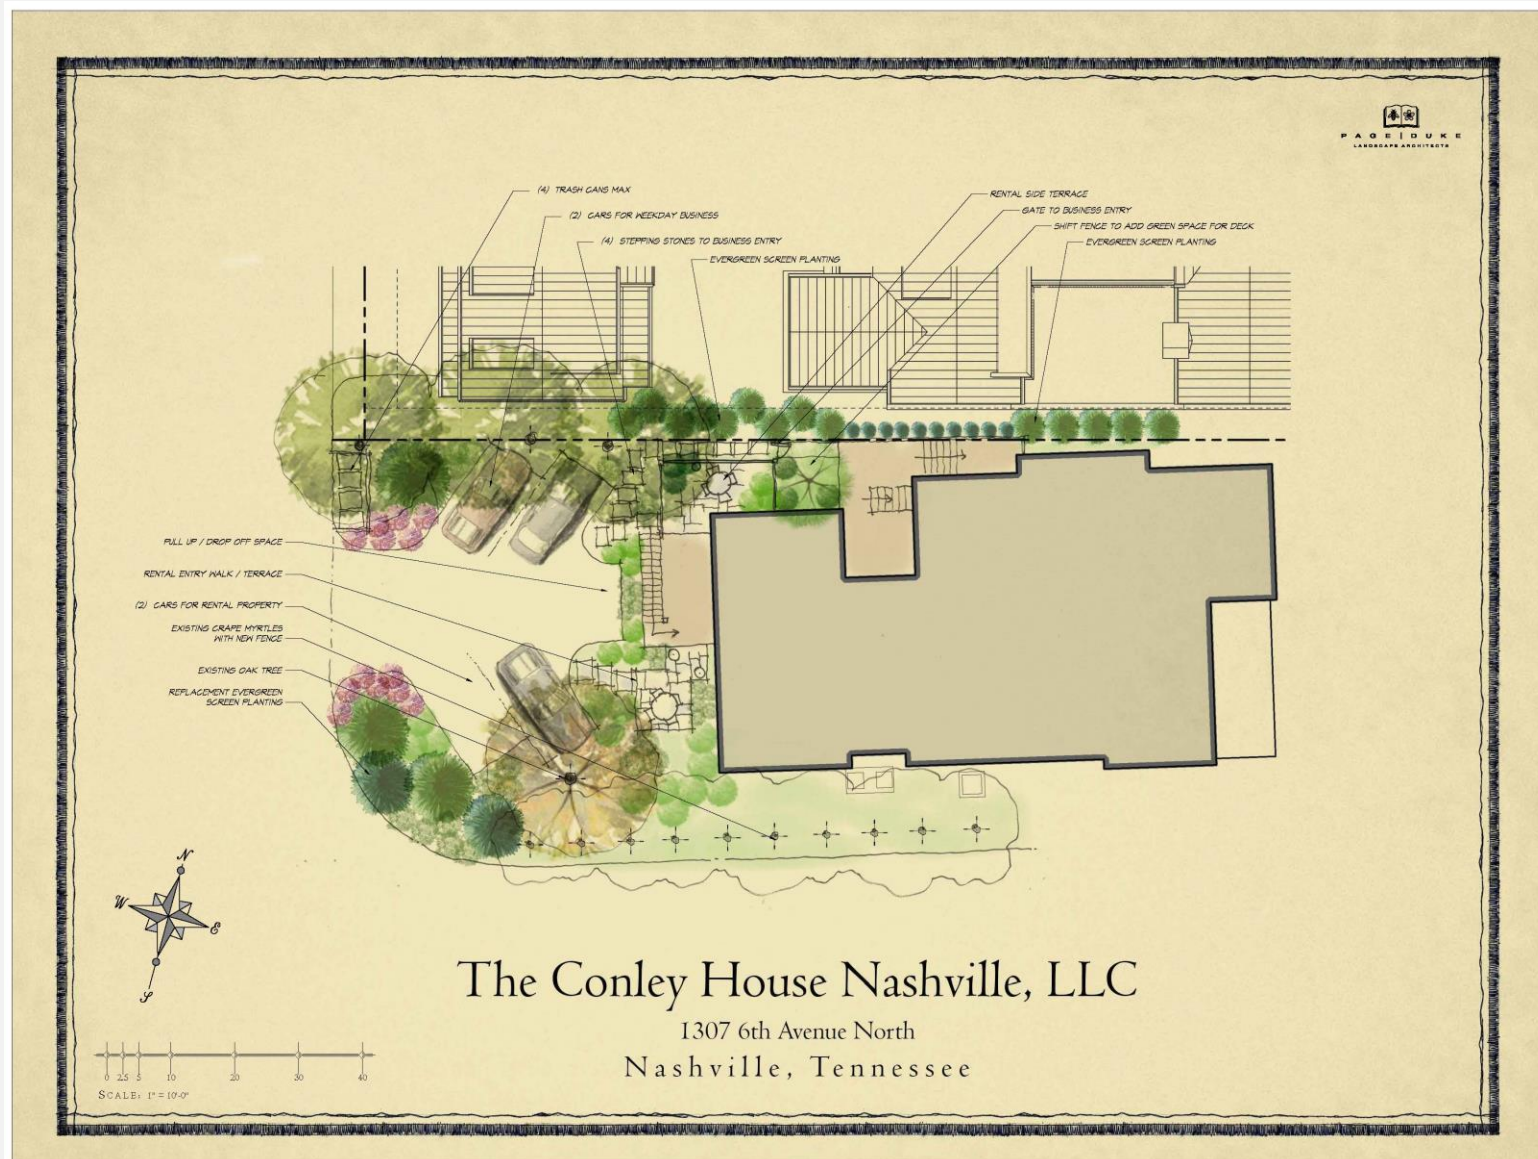 PAGE | DUKE
LANDSCAPE ARCHITECTS
(4) TRASH CANS MAX
(2) CARS FOR WEEKDAY BUSINESS
(4) STEPPING STONES TO BUSINESS ENTRY
EVERGREEN SCREEN PLANTING
RENTAL SIDE TERRACE
GATE TO BUSINESS ENTRY
SHIFT FENCE TO ADD GREEN SPACE FOR DECK
EVERGREEN SCREEN PLANTING
PULL UP / DROP OFF SPACE
RENTAL ENTRY WALK / TERRACE
(2) CARS FOR RENTAL PROPERTY
EXISTING CRAPE MYRTLES
WITH NEW FENCE
EXISTING OAK TREE
REPLACEMENT EVERGREEN
SCREEN PLANTING
N
W
E
S
The Conley House Nashville, LLC
1307 6th Avenue North
Nashville, Tennessee
0 2.5 5 10 20 30 40
SCALE: 1" = 10'-0"